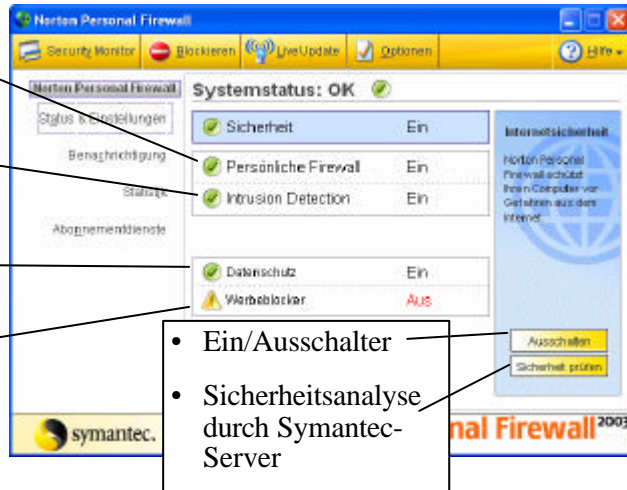 Norton Personal Firewall
Security Monitor Blockieren LiveUpdate Optionen Hilfe
Norton Personal Firewall
Status & Einstellungen
Benachrichtigung
Statistik
Abonnementdienste
Systemstatus: OK
Sicherheit Ein
Persönliche Firewall Ein
Intrusion Detection Ein
Datenschutz Ein
Werbeblocker Aus
Internetsicherheit
Norton Personal
Firewall schützt
Ihren Computer vor
Gefahren aus dem
Internet.
Ausschalten
Sicherheit prüfen
• Ein/Ausschalter
• Sicherheitsanalyse
durch Symantec-
Server
symantec.
nal Firewall 2003